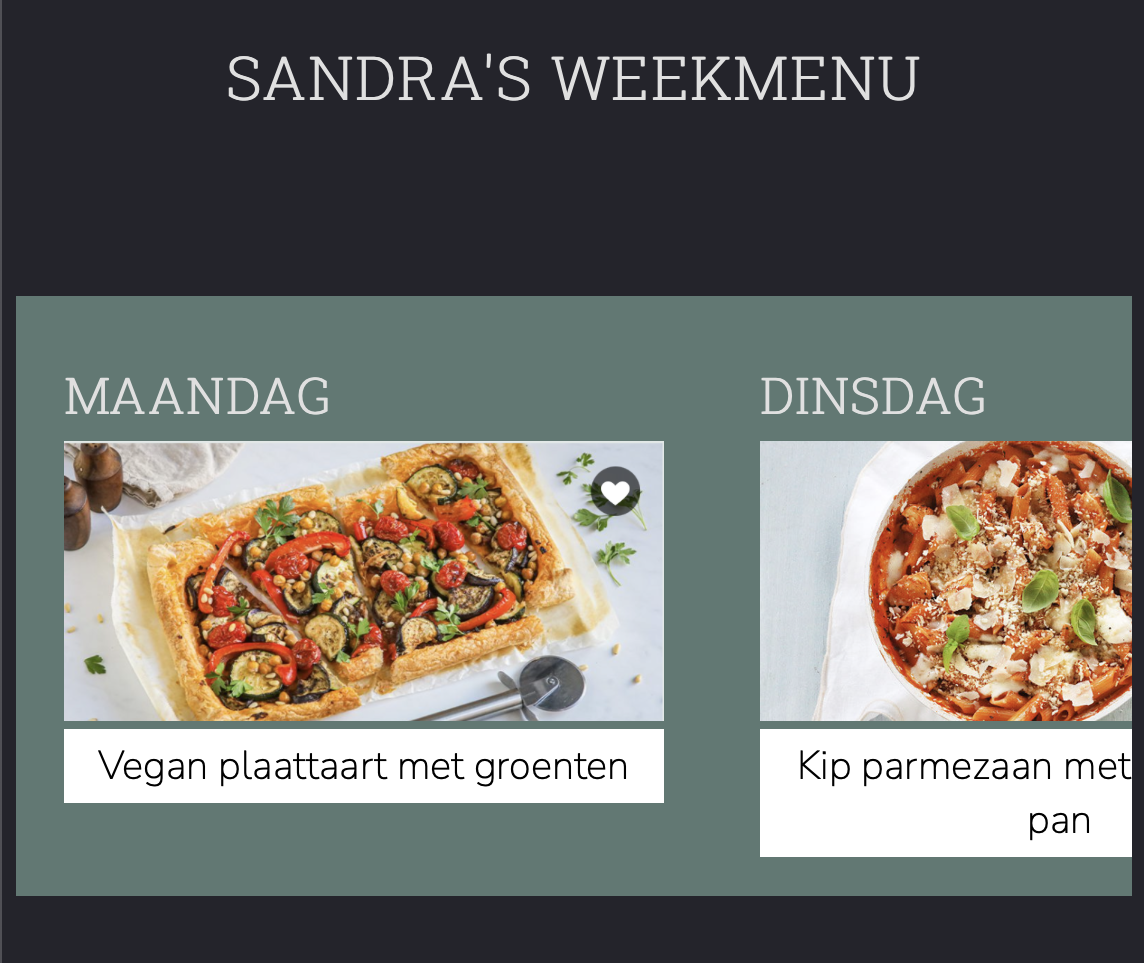 SANDRA'S WEEKMENU
MAANDAG
DINSDAG
Vegan plaattaart met groenten
Kip parmezaan met
pan